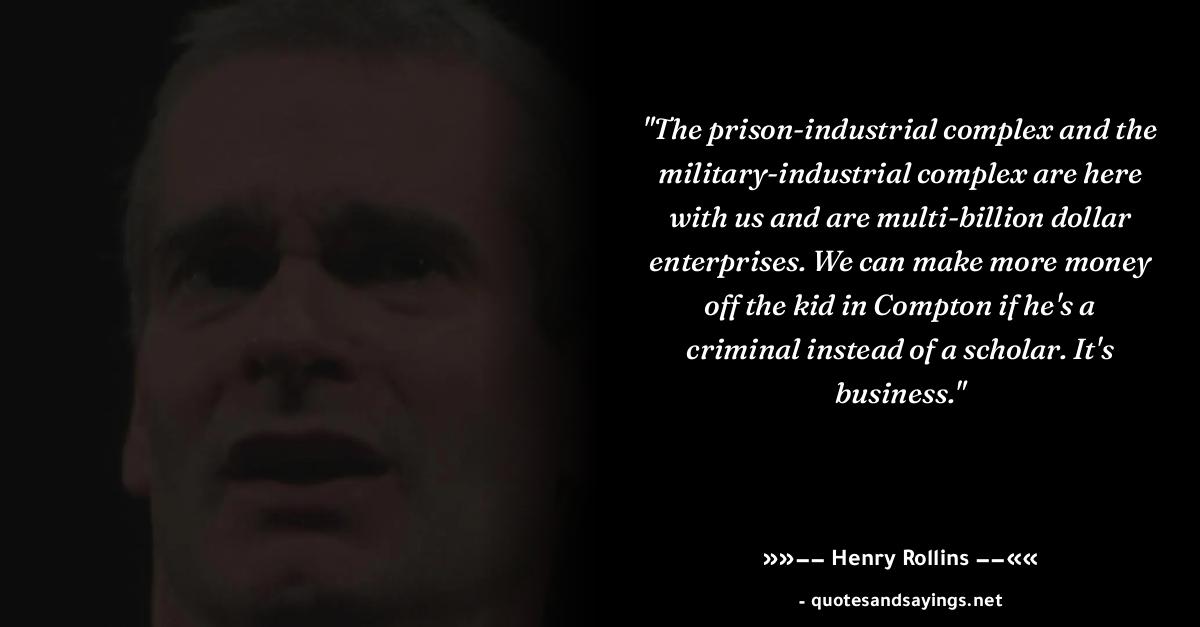 "The prison-industrial complex and the
military-industrial complex are here
with us and are multi-billion dollar
enterprises. We can make more money
off the kid in Compton if he's a
criminal instead of a scholar. It's
business."
»»−− Henry Rollins −−««
- quotesandsayings.net